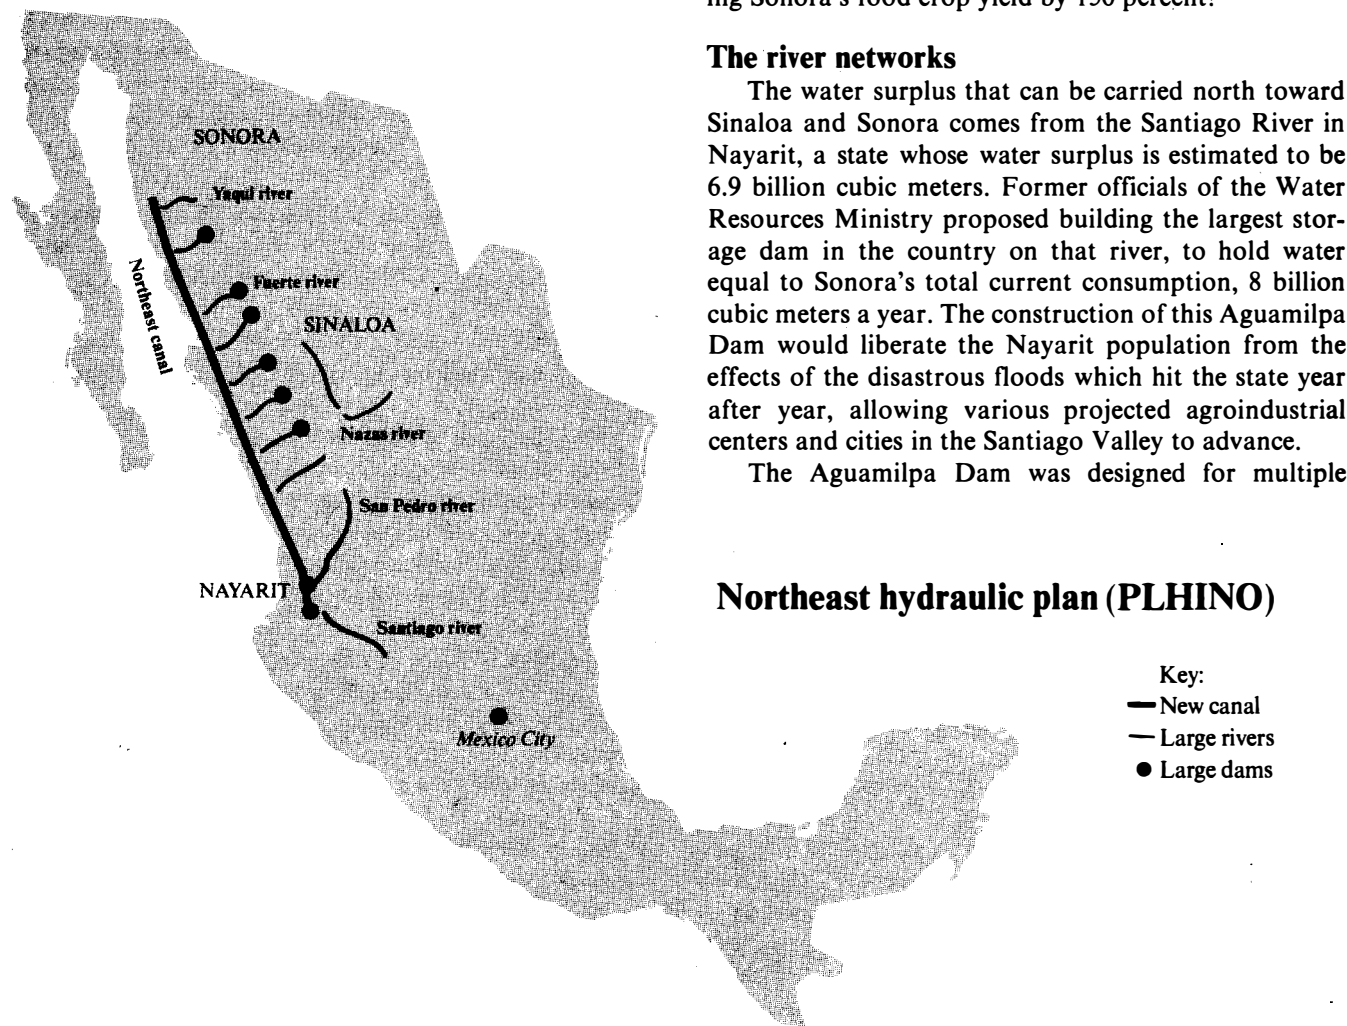 ing Sonora's food crop yield by 190 percent!
The river networks
The water surplus that can be carried north toward
Sinaloa and Sonora comes from the Santiago River in
Nayarit, a state whose water surplus is estimated to be
6.9 billion cubic meters. Former officials of the Water
Resources Ministry proposed building the largest stor-
age dam in the country on that river, to hold water
equal to Sonora's total current consumption, 8 billion
cubic meters a year. The construction of this Aguamilpa
Dam would liberate the Nayarit population from the
effects of the disastrous floods which hit the state year
after year, allowing various projected agroindustrial
centers and cities in the Santiago Valley to advance.
The Aguamilpa Dam was designed for multiple
SONORA
Yaqui river
Northeast canal
Fuerte river
SINALOA
Nazas river
San Pedro river
NAYARIT
Santiago river
Mexico City
Northeast hydraulic plan (PLHINO)
Key:
New canal
Large rivers
Large dams